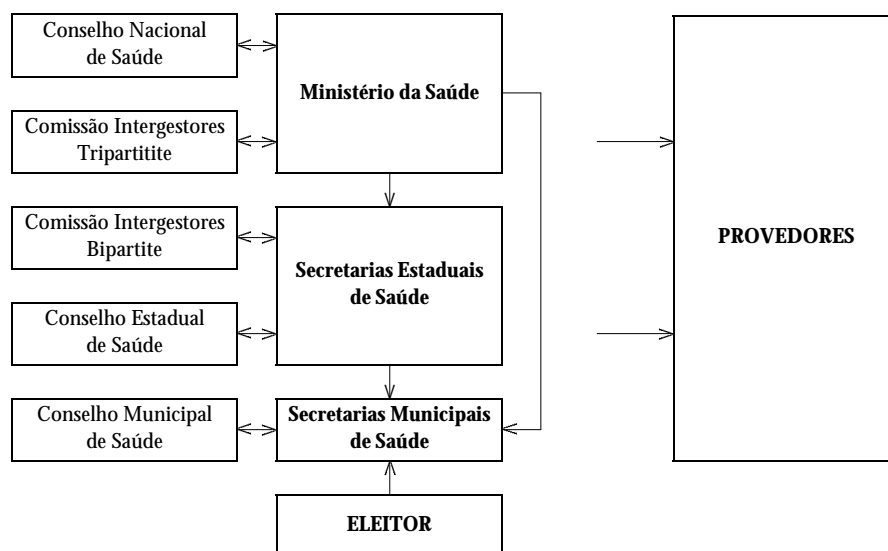 Conselho Nacional
de Saúde
Ministério da Saúde
Comissão Intergestores
Tripartitite
Comissão Intergestores
Bipartite
Secretarias Estaduais
de Saúde
PROVEDORES
Conselho Estadual
de Saúde
Conselho Municipal
de Saúde
Secretarias Municipais
de Saúde
ELEITOR